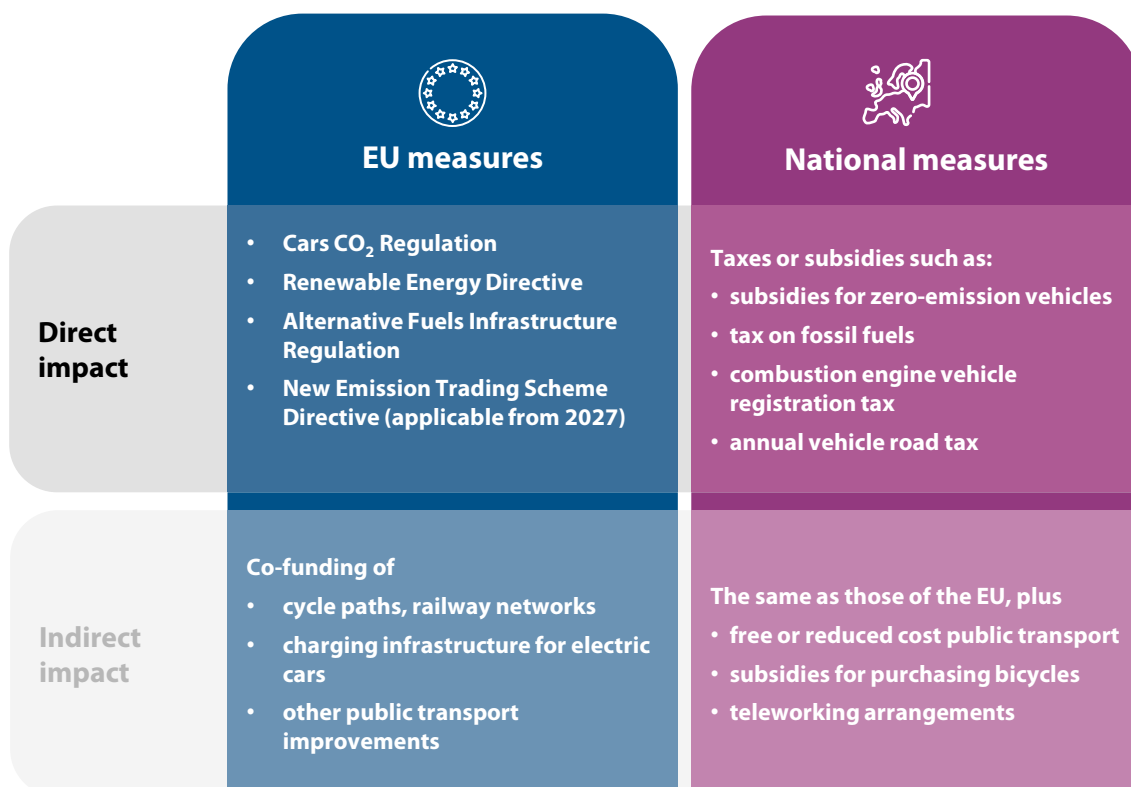 EU measures
National measures
Direct
impact
• Cars CO₂ Regulation
• Renewable Energy Directive
• Alternative Fuels Infrastructure
Regulation
• New Emission Trading Scheme
Directive (applicable from 2027)
Taxes or subsidies such as:
• subsidies for zero-emission vehicles
• tax on fossil fuels
• combustion engine vehicle
registration tax
• annual vehicle road tax
Indirect
impact
Co-funding of
• cycle paths, railway networks
• charging infrastructure for electric
cars
• other public transport
improvements
The same as those of the EU, plus
• free or reduced cost public transport
• subsidies for purchasing bicycles
• teleworking arrangements